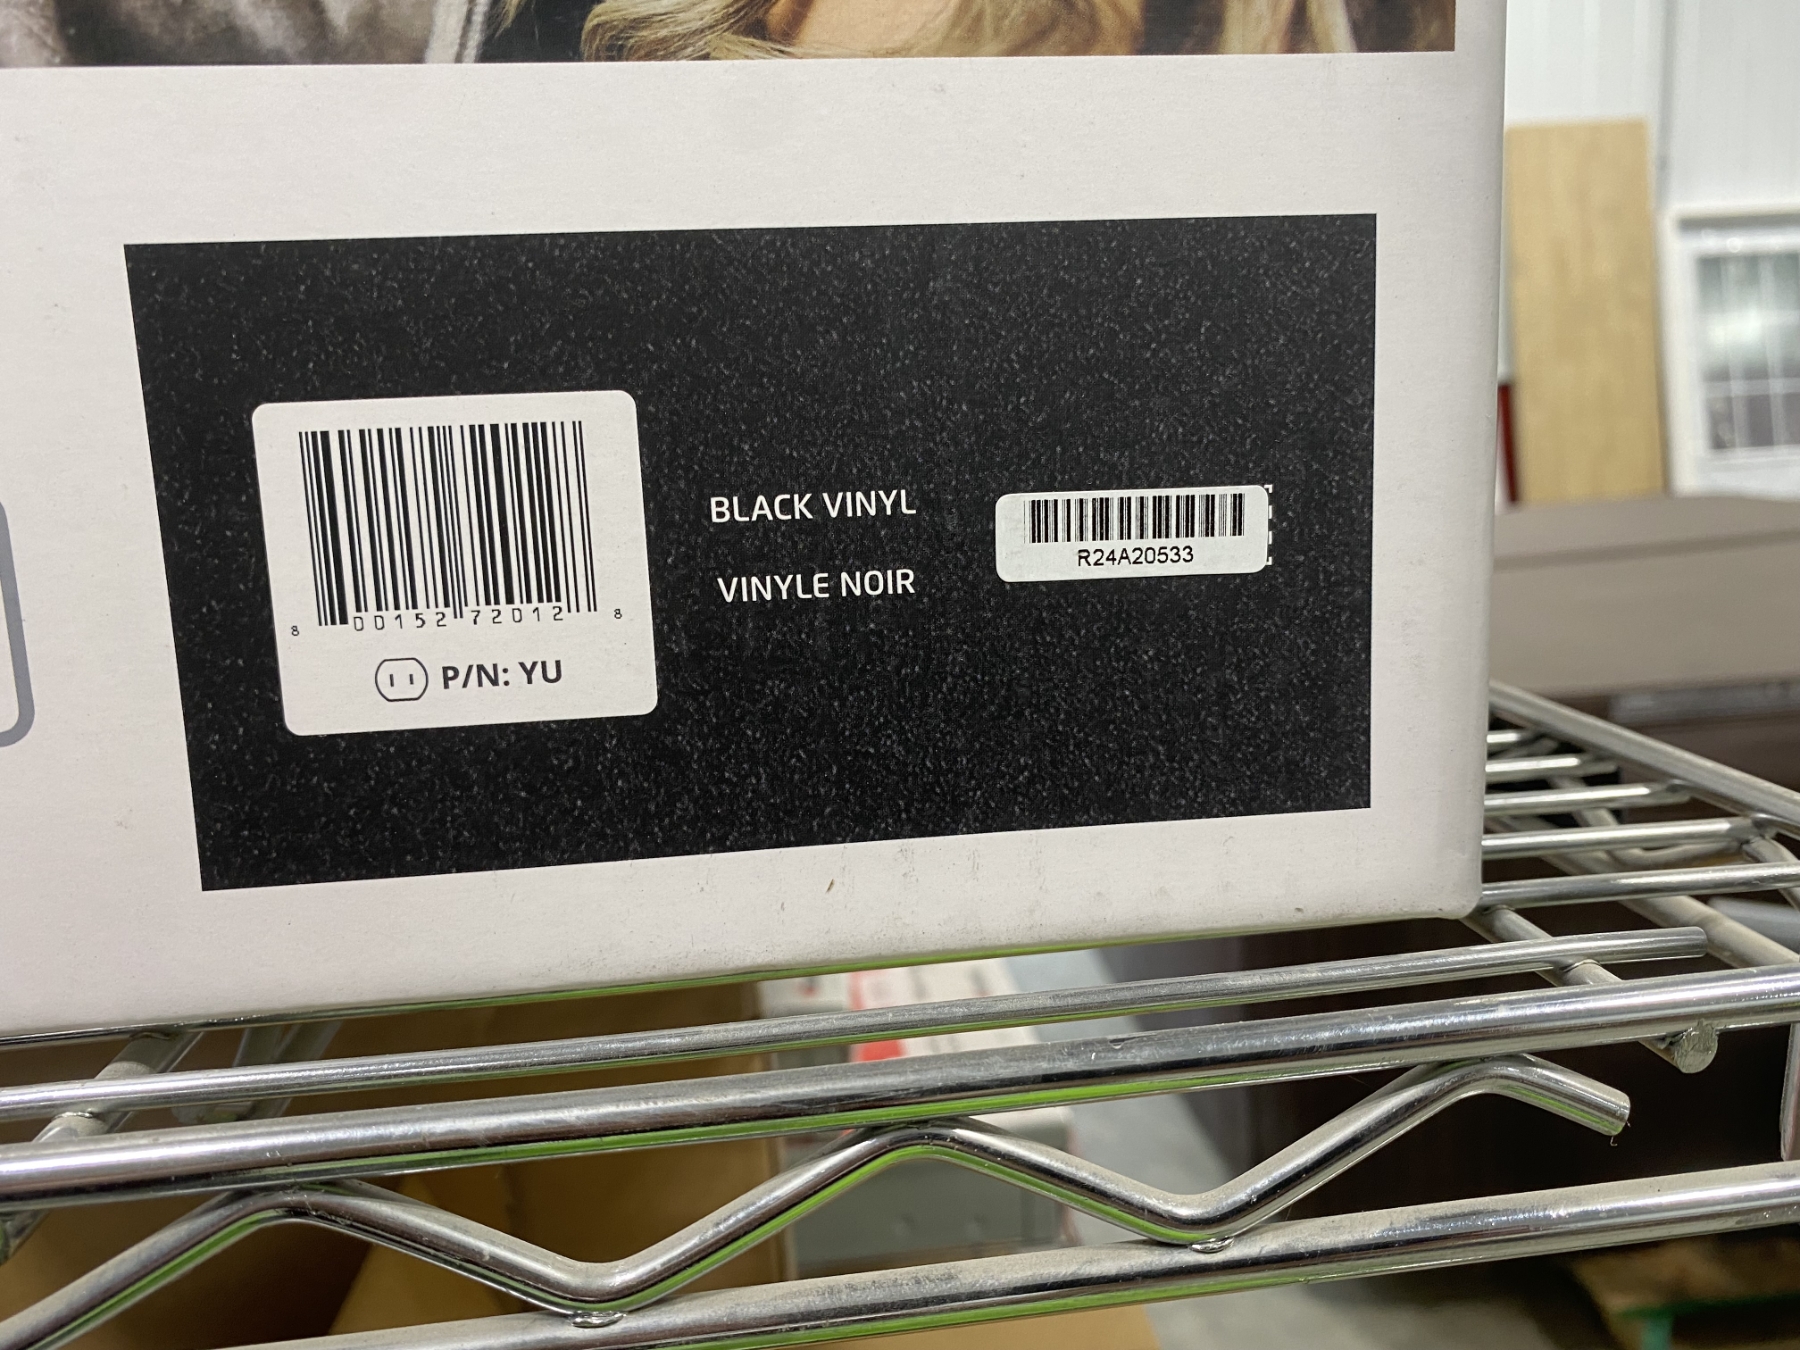 8 00152 72012 8
P/N: YU
BLACK VINYL
VINYLE NOIR
R24A20533